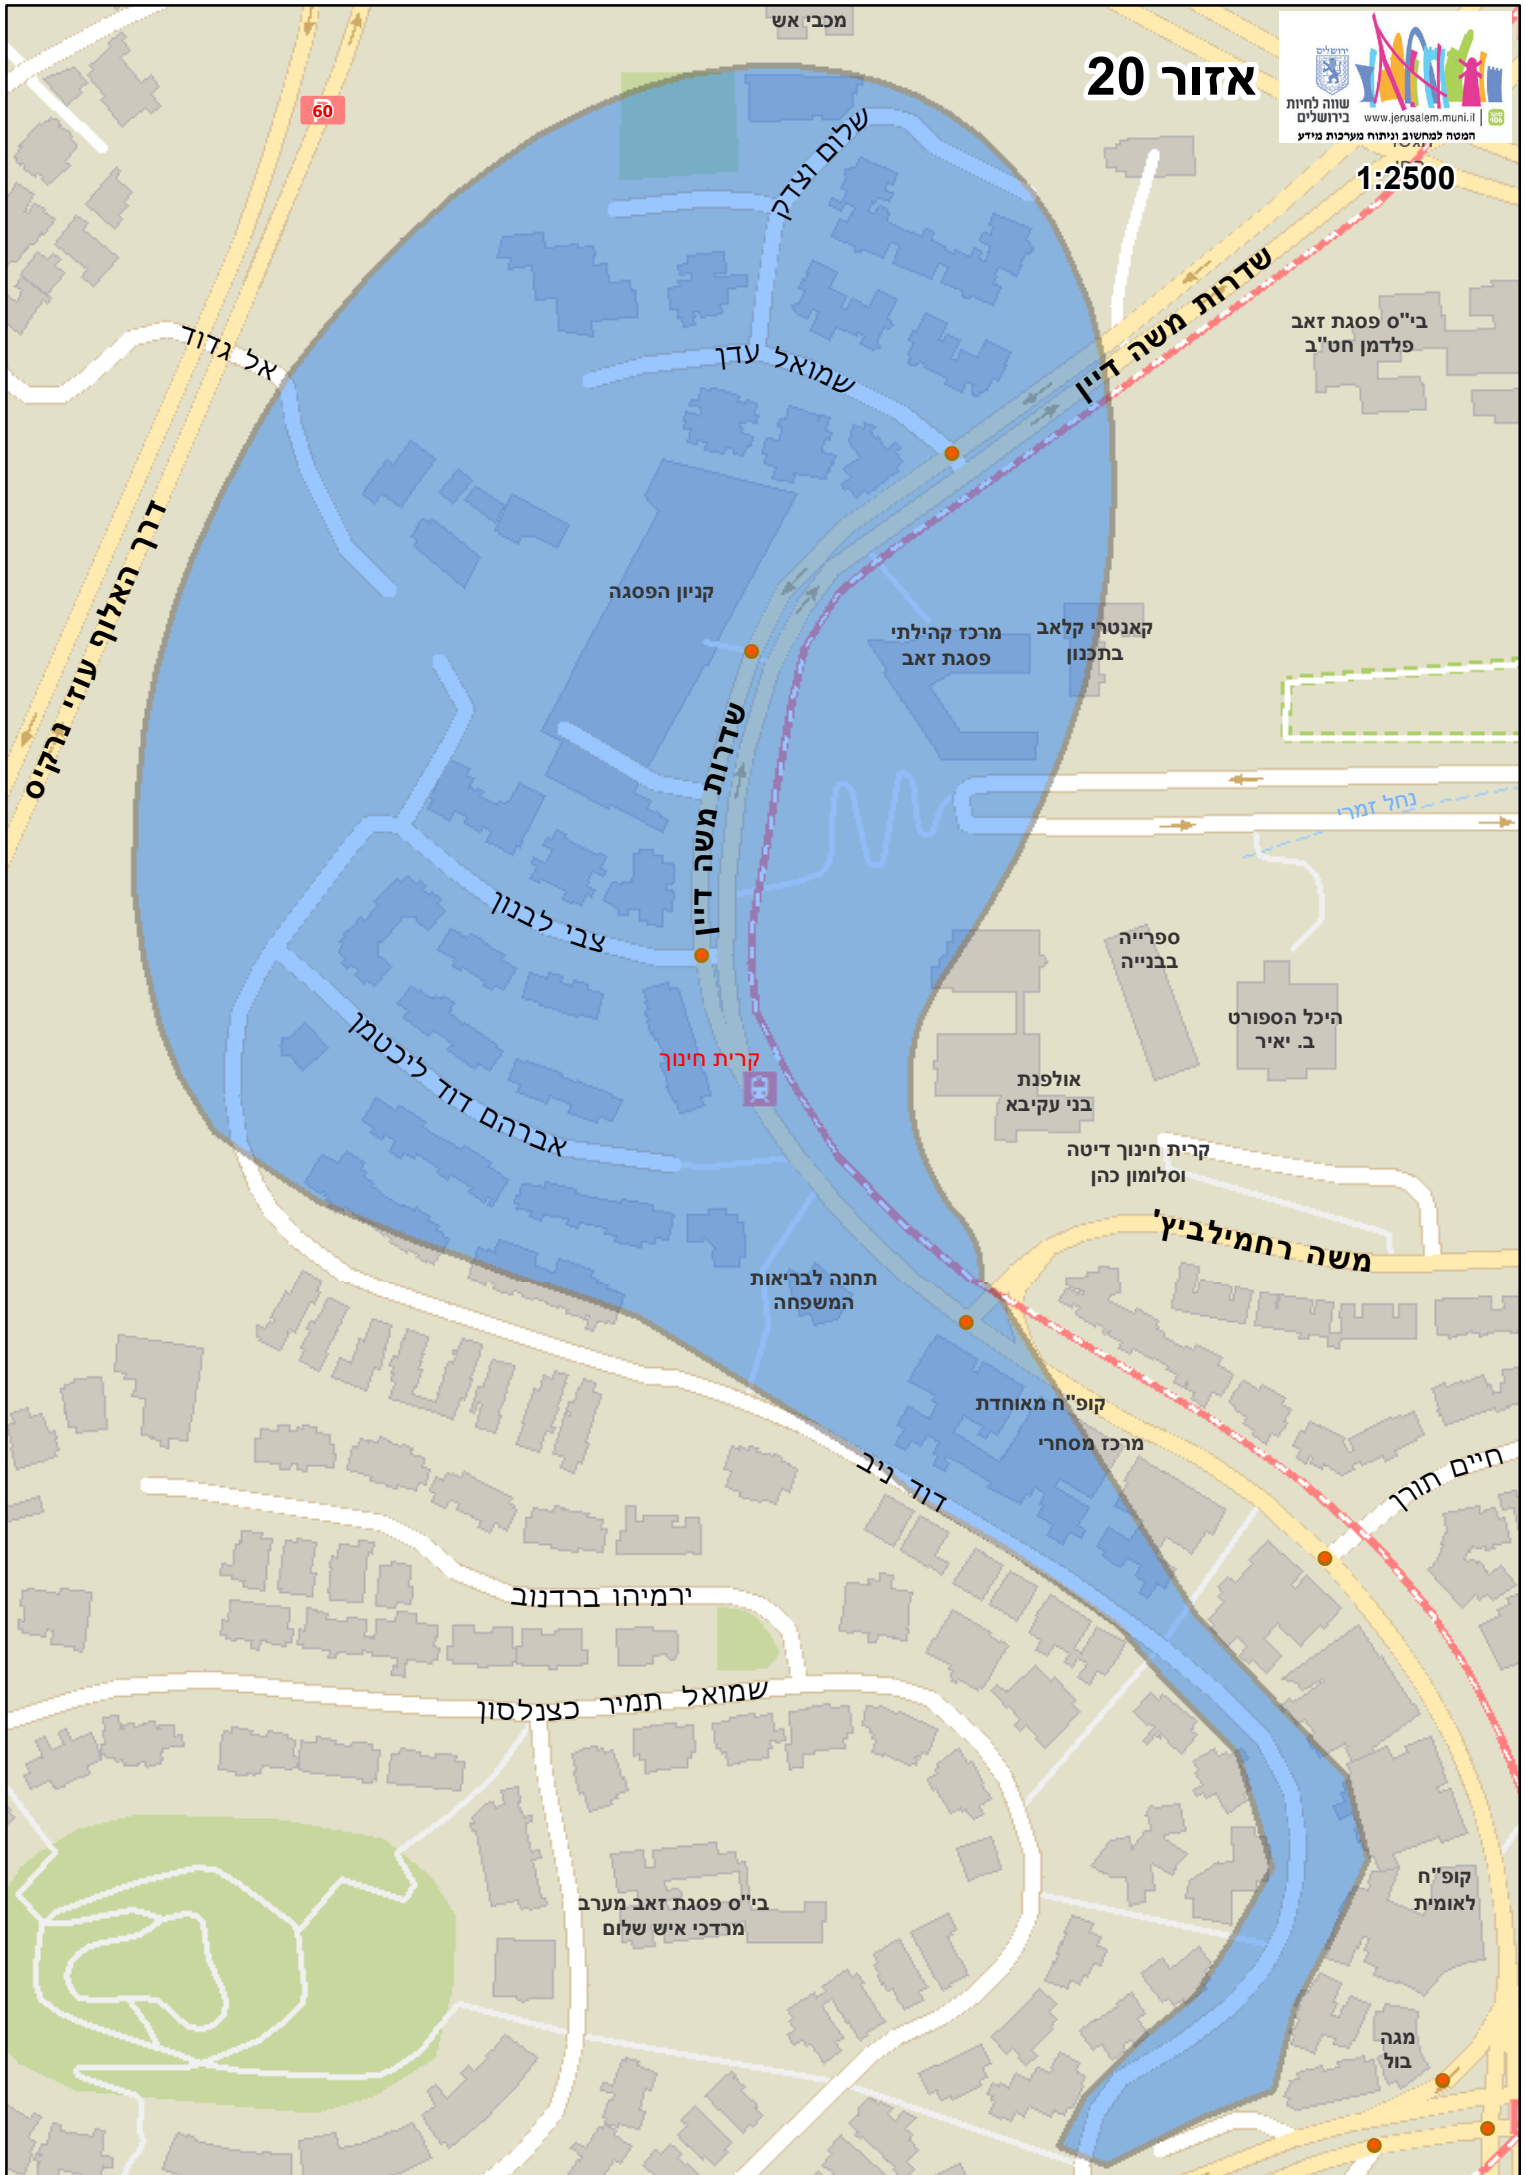 מכבי אש
אזור 20
ירושלים
שווה לחיות
בירושלים
www.jerusalem.muni.il
המטה למחשוב וניתוח מערכות מידע
1:2500
60
שלום וצדק
שדרות משה דיין
בי"ס פסגת זאב
פלדמן חט"ב
אל גדוד
שמואל עדן
דרך האלוף עוזי נרקיס
קניון הפסגה
מרכז קהילתי
פסגת זאב
קאנטרי קלאב
בתכנון
שדרות משה דיין
נחל זמרי
צבי לבנון
ספרייה
בבנייה
היכל הספורט
ב. יאיר
אברהם דוד ליכטמן
קרית חינוך
אולפנת
בני עקיבא
קרית חינוך דיטה
וסלומון כהן
משה רחמילביץ'
תחנה לבריאות
המשפחה
קופ"ח מאוחדת
מרכז מסחרי
דוד ניב
חיים תורן
ירמיהו ברדנוב
שמואל תמיר כצנלסון
בי"ס פסגת זאב מערב
מרדכי איש שלום
קופ"ח
לאומית
מגה
בול